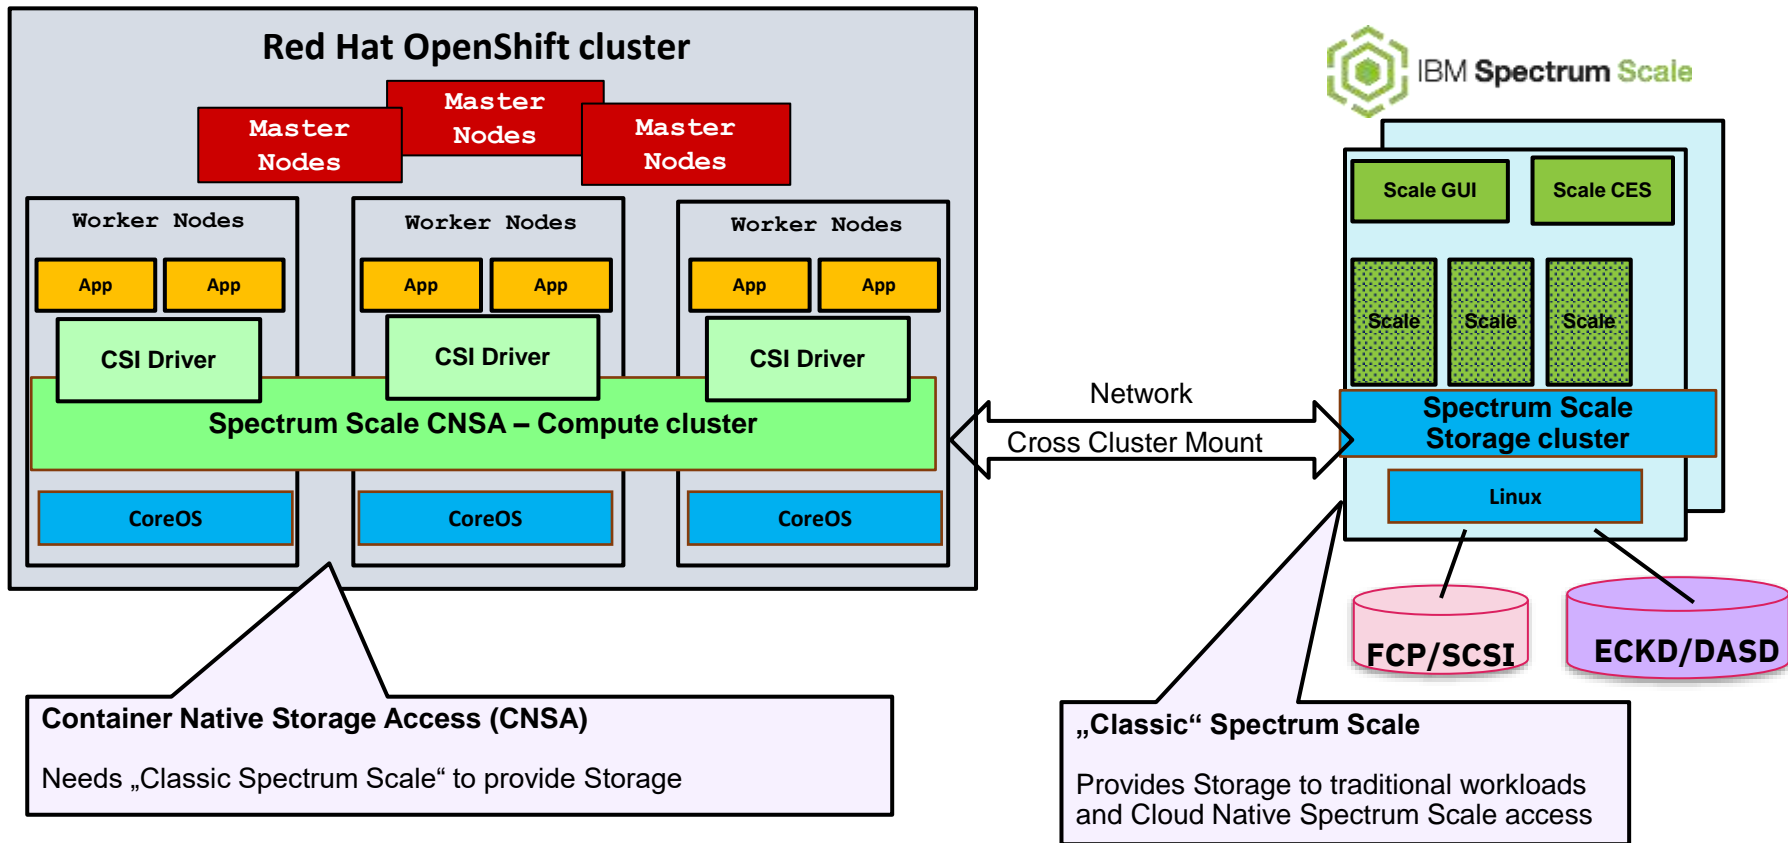 Red Hat OpenShift cluster
Master
Nodes
Master
Nodes
Master
Nodes
Worker Nodes
App App
CSI Driver
Worker Nodes
App App
CSI Driver
Worker Nodes
App App
CSI Driver
Spectrum Scale CNSA – Compute cluster
CoreOS
CoreOS
CoreOS
Container Native Storage Access (CNSA)
Needs „Classic Spectrum Scale“ to provide Storage
Network
Cross Cluster Mount
IBM Spectrum Scale
Scale GUI
Scale CES
Scale
Scale
Scale
Spectrum Scale
Storage cluster
Linux
FCP/SCSI
ECKD/DASD
„Classic“ Spectrum Scale
Provides Storage to traditional workloads
and Cloud Native Spectrum Scale access